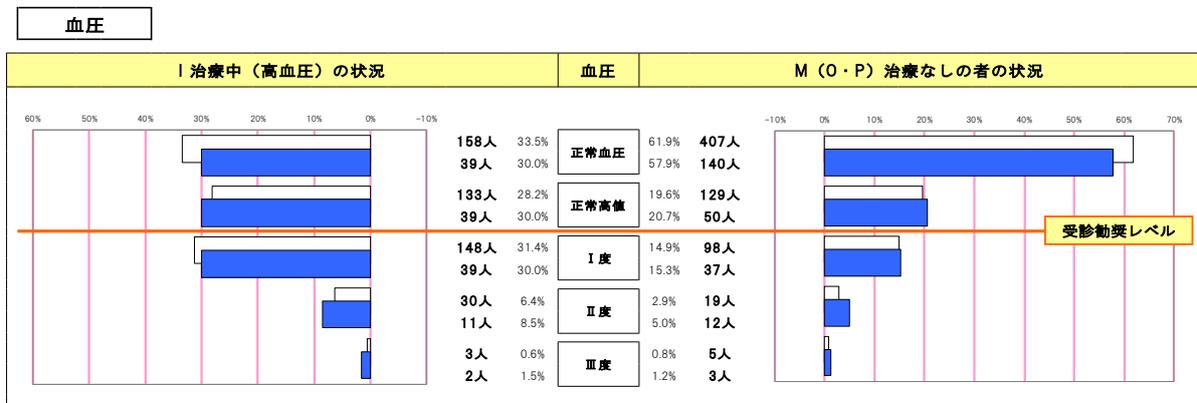 血圧
Ⅰ 治療中（高血圧）の状況 血圧 M（O・P）治療なしの者の状況
60% 50% 40% 30% 20% 10% 0% −10% −10% 0% 10% 20% 30% 40% 50% 60% 70%
158人 33.5% 正常血圧 61.9% 407人
39人 30.0% 57.9% 140人
133人 28.2% 正常高値 19.6% 129人
39人 30.0% 20.7% 50人
受診勧奨レベル
148人 31.4% Ⅰ度 14.9% 98人
39人 30.0% 15.3% 37人
30人 6.4% Ⅱ度 2.9% 19人
11人 8.5% 5.0% 12人
3人 0.6% Ⅲ度 0.8% 5人
2人 1.5% 1.2% 3人